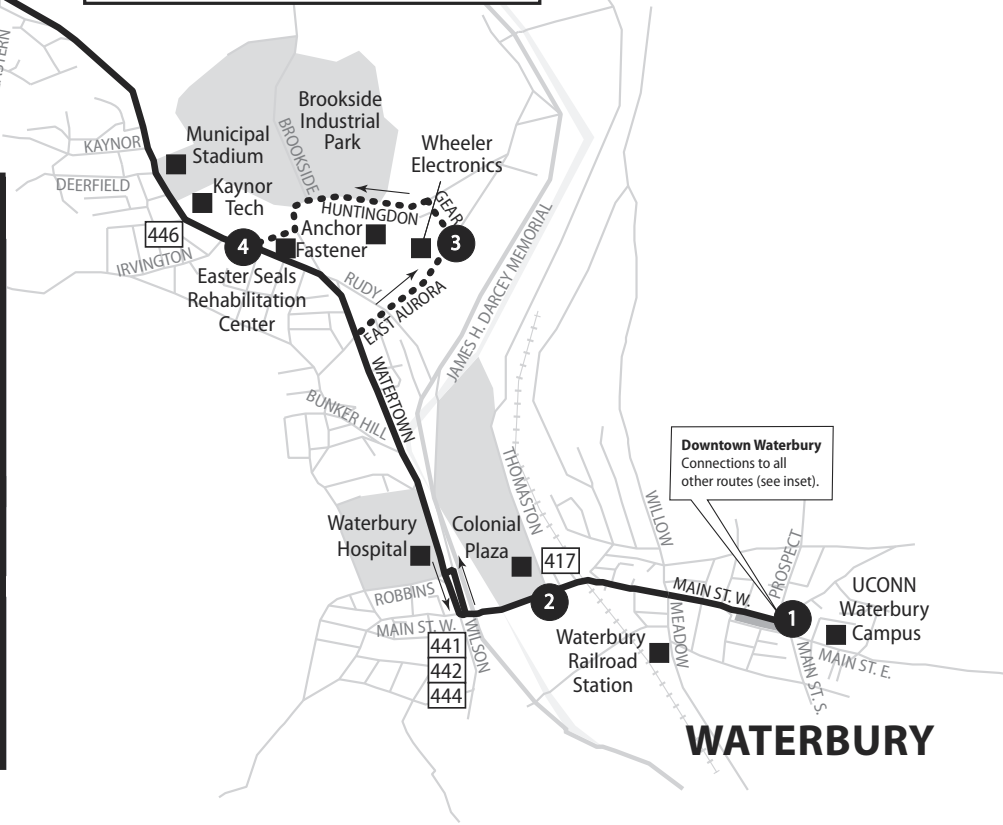 KAYNOR
DEERFIELD
Municipal
Stadium
Kaynor
Tech
BROOKSIDE
Brookside
Industrial
Park
Wheeler
Electronics
GEAR
HUNTINGDON
Anchor
Fastener
3
446
4
IRVINGTON
Easter Seals
Rehabilitation
Center
RUDY
EAST AURORA
JAMES H. DARCEY MEMORIAL
WATERTOWN
BUNKER HILL
THOMASTON
Downtown Waterbury
Connections to all
other routes (see inset).
WILLOW
PROSPECT
Waterbury
Hospital
Colonial
Plaza
417
ROBBINS
MAIN ST. W.
441
442
444
WILSON
2
MAIN ST. W.
MEADOW
1
UCONN
Waterbury
Campus
Waterbury
Railroad
Station
MAIN ST. E.
MAIN ST. S.
WATERBURY